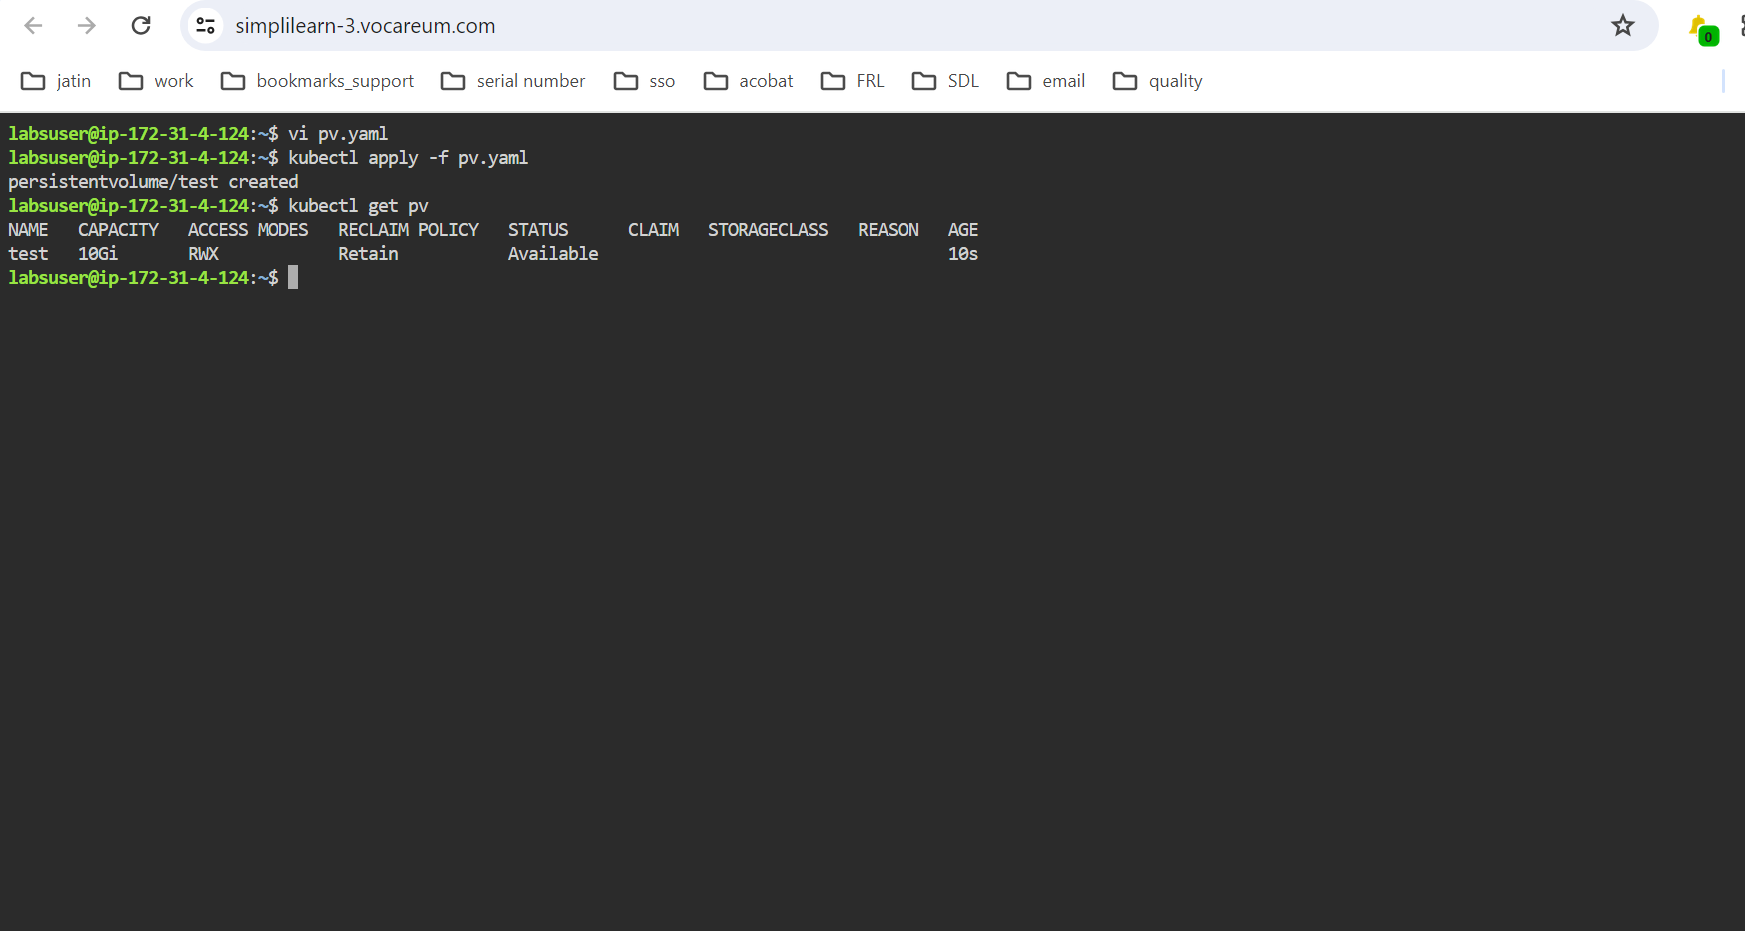 simplilearn-3.vocareum.com
0
jatin work bookmarks_support serial number sso acobat FRL SDL email quality
labsuser@ip-172-31-4-124:~$ vi pv.yaml
labsuser@ip-172-31-4-124:~$ kubectl apply -f pv.yaml
persistentvolume/test created
labsuser@ip-172-31-4-124:~$ kubectl get pv
NAME   CAPACITY   ACCESS MODES   RECLAIM POLICY   STATUS      CLAIM   STORAGECLASS   REASON   AGE
test   10Gi       RWX            Retain           Available                                   10s
labsuser@ip-172-31-4-124:~$